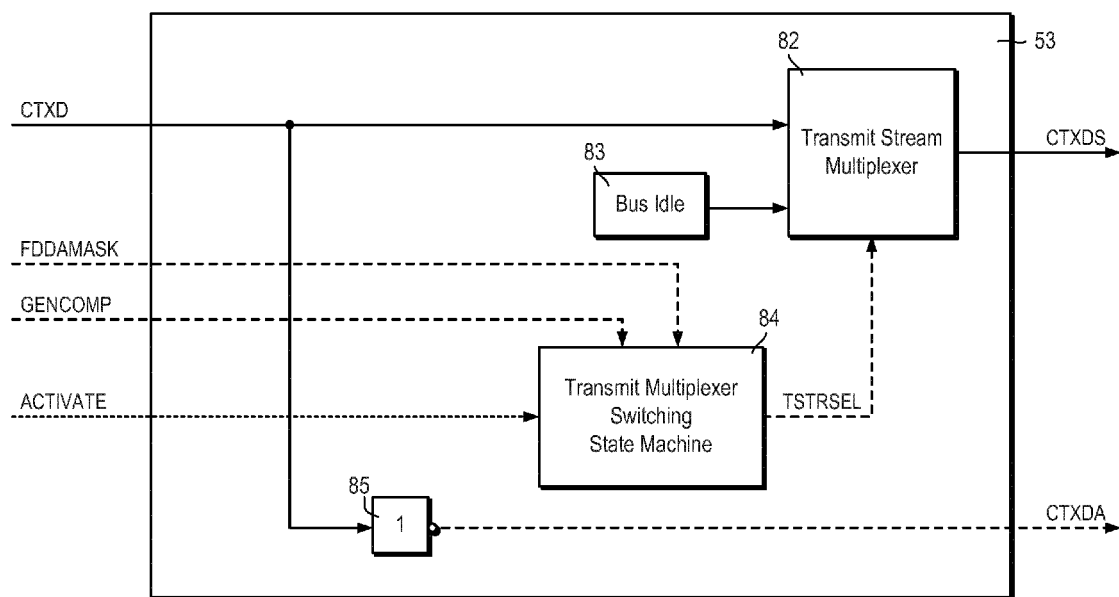 53
82
CTXD
Transmit Stream
Multiplexer
CTXDS
83
Bus Idle
FDDAMASK
GENCOMP
84
ACTIVATE
Transmit Multiplexer
Switching
State Machine
TSTRSEL
85
1
CTXDA